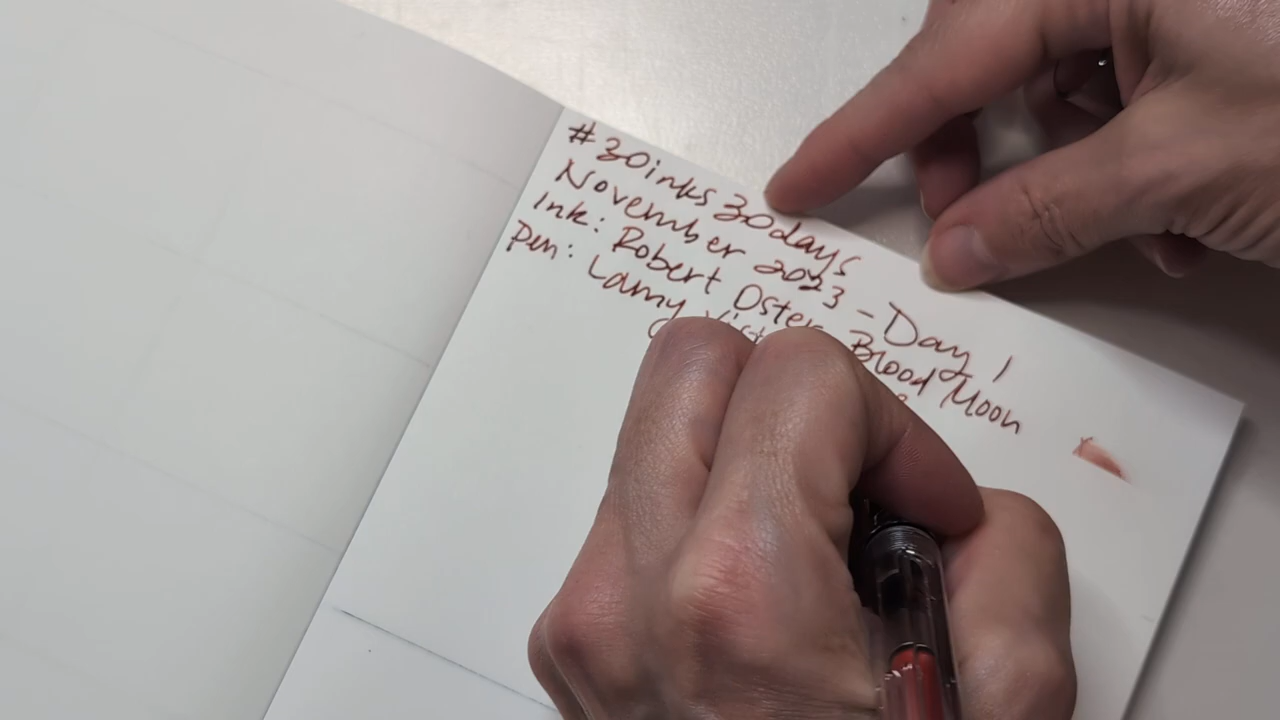 #30inks30days
November 2023 - Day 1
Ink: Robert Oster Blood Moon
Pen: Lamy